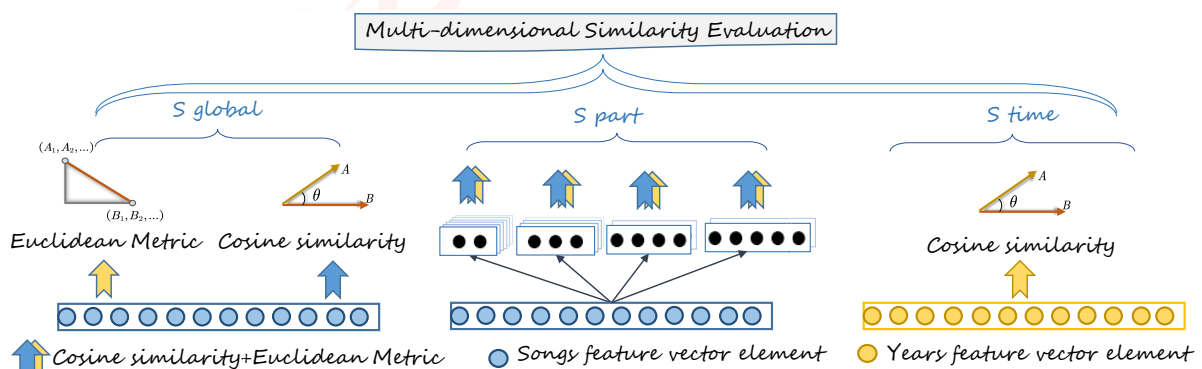 Multi-dimensional Similarity Evaluation
S global
S part
S time
(A₁, A₂, ...)
(B₁, B₂, ...)
A
θ
B
A
θ
B
Euclidean Metric
Cosine similarity
Cosine similarity
Cosine similarity+Euclidean Metric
Songs feature vector element
Years feature vector element